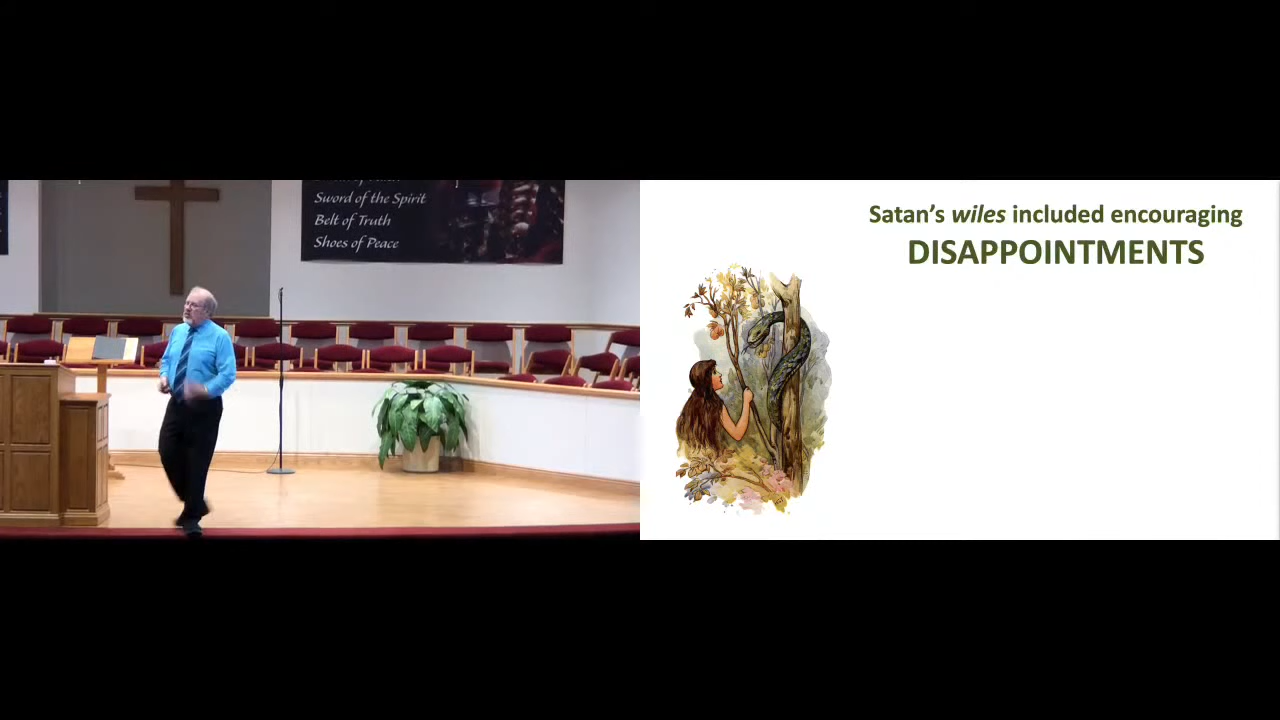 Sword of the Spirit
Belt of Truth
Shoes of Peace
Satan's wiles included encouraging
DISAPPOINTMENTS